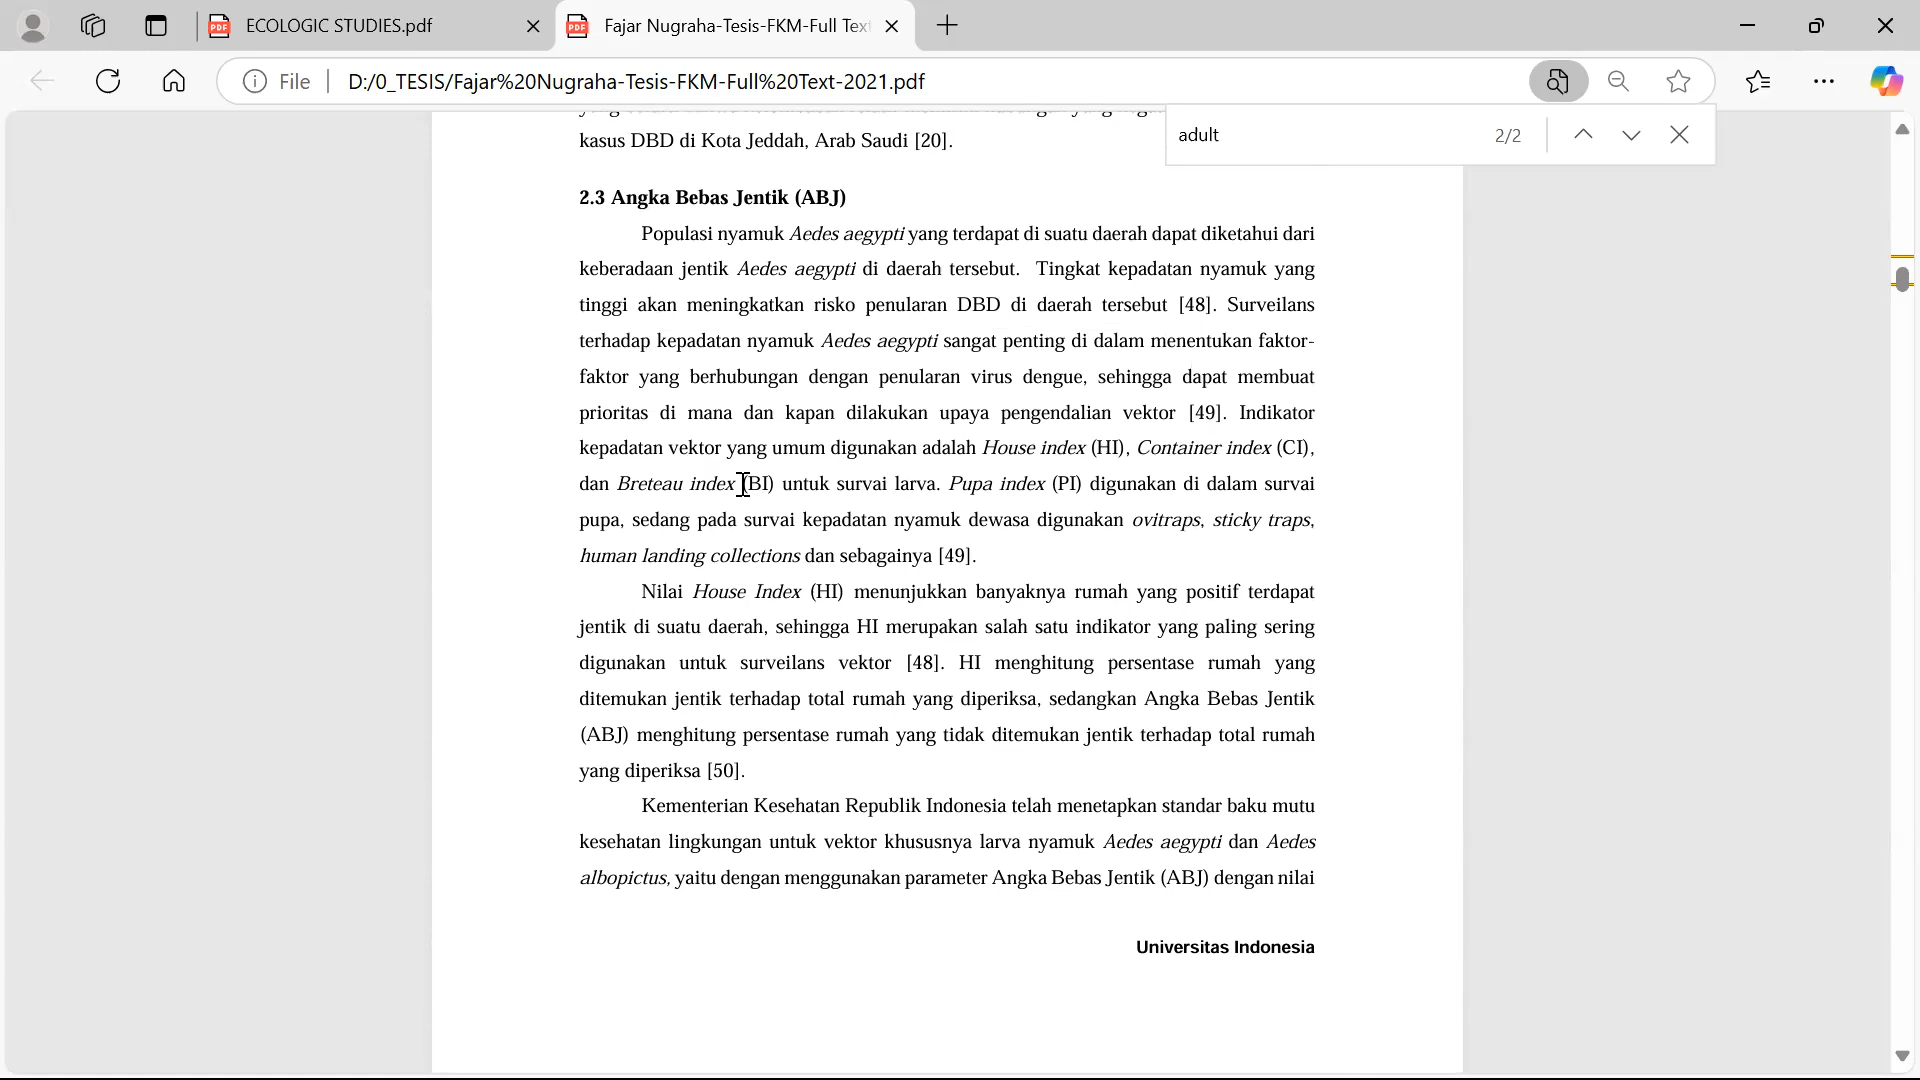 ECOLOGIC STUDIES.pdf
Fajar Nugraha-Tesis-FKM-Full Tex
File
D:/0_TESIS/Fajar%20Nugraha-Tesis-FKM-Full%20Text-2021.pdf
adult
2/2
kasus DBD di Kota Jeddah, Arab Saudi [20].
2.3 Angka Bebas Jentik (ABJ)
Populasi nyamuk Aedes aegypti yang terdapat di suatu daerah dapat diketahui dari
keberadaan jentik Aedes aegypti di daerah tersebut. Tingkat kepadatan nyamuk yang
tinggi akan meningkatkan risko penularan DBD di daerah tersebut [48]. Surveilans
terhadap kepadatan nyamuk Aedes aegypti sangat penting di dalam menentukan faktor-
faktor yang berhubungan dengan penularan virus dengue, sehingga dapat membuat
prioritas di mana dan kapan dilakukan upaya pengendalian vektor [49]. Indikator
kepadatan vektor yang umum digunakan adalah House index (HI), Container index (CI),
dan Breteau index (BI) untuk survai larva. Pupa index (PI) digunakan di dalam survai
pupa, sedang pada survai kepadatan nyamuk dewasa digunakan ovitraps, sticky traps,
human landing collections dan sebagainya [49].
Nilai House Index (HI) menunjukkan banyaknya rumah yang positif terdapat
jentik di suatu daerah, sehingga HI merupakan salah satu indikator yang paling sering
digunakan untuk surveilans vektor [48]. HI menghitung persentase rumah yang
ditemukan jentik terhadap total rumah yang diperiksa, sedangkan Angka Bebas Jentik
(ABJ) menghitung persentase rumah yang tidak ditemukan jentik terhadap total rumah
yang diperiksa [50].
Kementerian Kesehatan Republik Indonesia telah menetapkan standar baku mutu
kesehatan lingkungan untuk vektor khususnya larva nyamuk Aedes aegypti dan Aedes
albopictus, yaitu dengan menggunakan parameter Angka Bebas Jentik (ABJ) dengan nilai
Universitas Indonesia